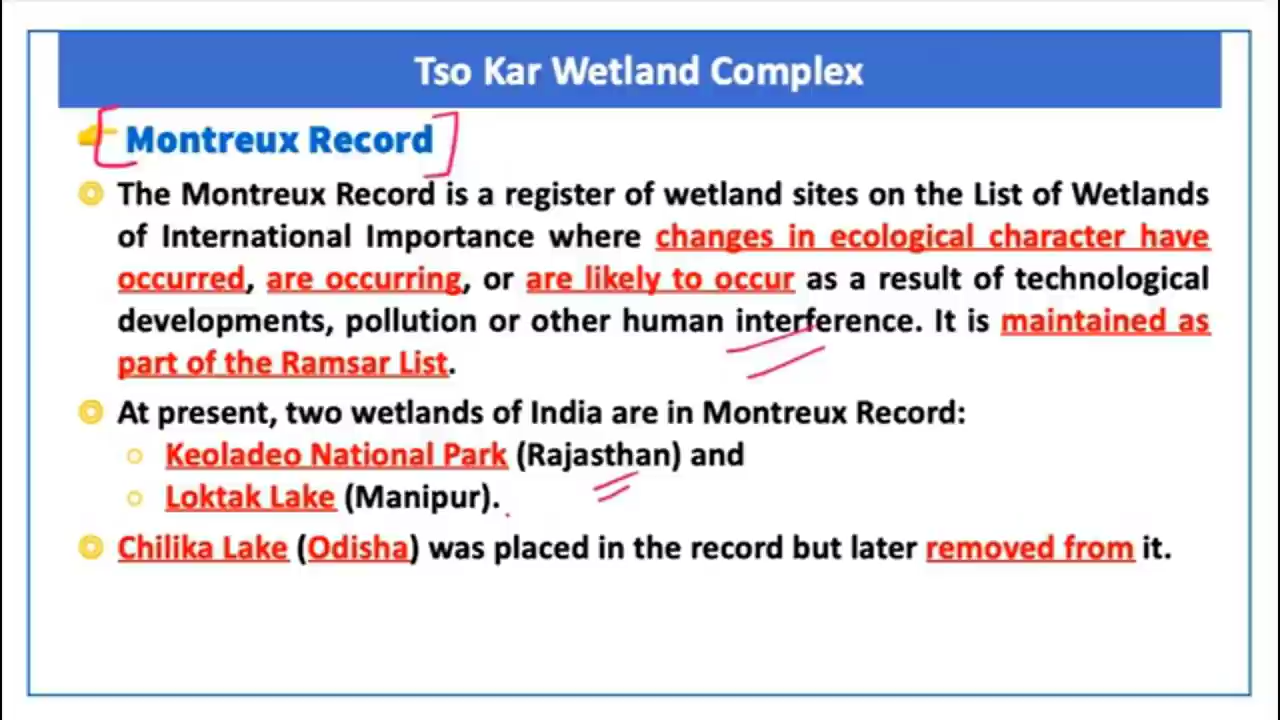 Tso Kar Wetland Complex
Montreux Record
The Montreux Record is a register of wetland sites on the List of Wetlands
of International Importance where changes in ecological character have
occurred, are occurring, or are likely to occur as a result of technological
developments, pollution or other human interference. It is maintained as
part of the Ramsar List.
At present, two wetlands of India are in Montreux Record:
Keoladeo National Park (Rajasthan) and
Loktak Lake (Manipur).
Chilika Lake (Odisha) was placed in the record but later removed from it.